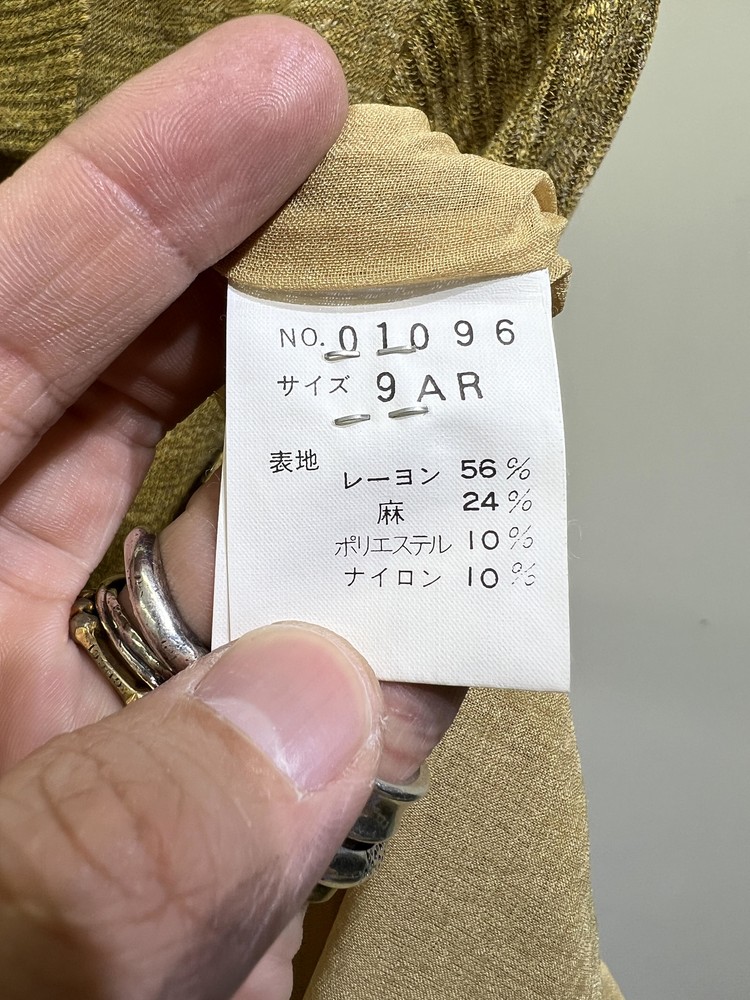 NO. 01096
サイズ 9AR
表地 レーヨン 56%
麻 24%
ポリエステル 10%
ナイロン 10%